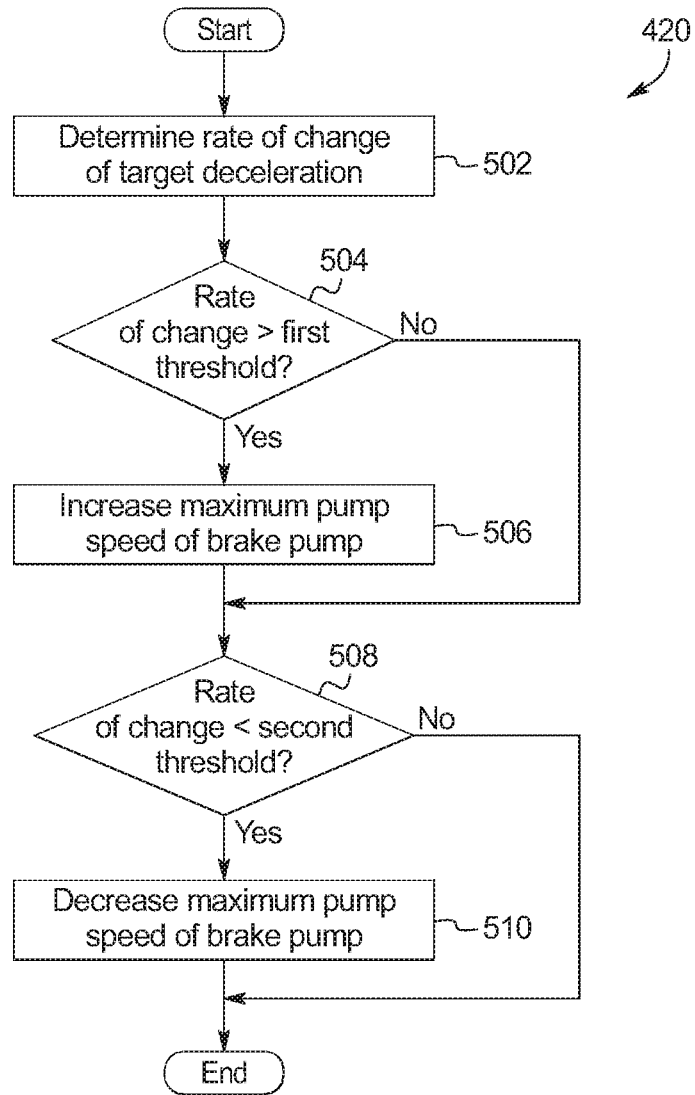 Start
420
Determine rate of change
of target deceleration
502
504
Rate
of change > first
threshold?
No
Yes
Increase maximum pump
speed of brake pump
506
508
Rate
of change < second
threshold?
No
Yes
Decrease maximum pump
speed of brake pump
510
End